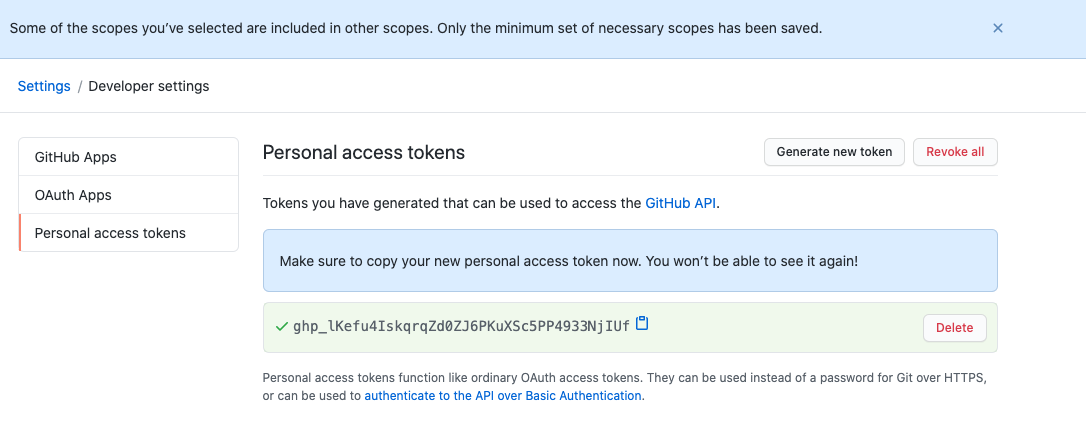 Some of the scopes you've selected are included in other scopes. Only the minimum set of necessary scopes has been saved.
Settings / Developer settings
GitHub Apps
OAuth Apps
Personal access tokens
Personal access tokens
Generate new token
Revoke all
Tokens you have generated that can be used to access the GitHub API.
Make sure to copy your new personal access token now. You won't be able to see it again!
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
Delete
Personal access tokens function like ordinary OAuth access tokens. They can be used instead of a password for Git over HTTPS,
or can be used to authenticate to the API over Basic Authentication.